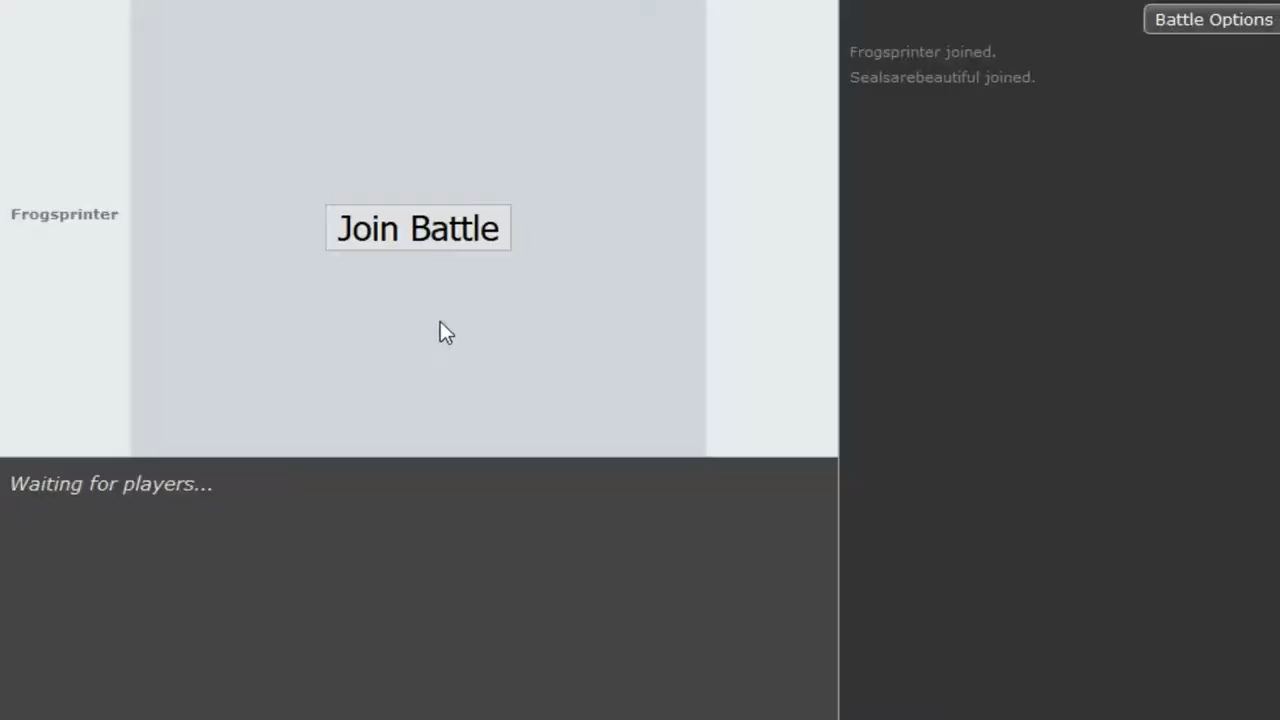 Battle Options
Frogsprinter joined.
Sealsarebeautiful joined.
Frogsprinter
Join Battle
Waiting for players...